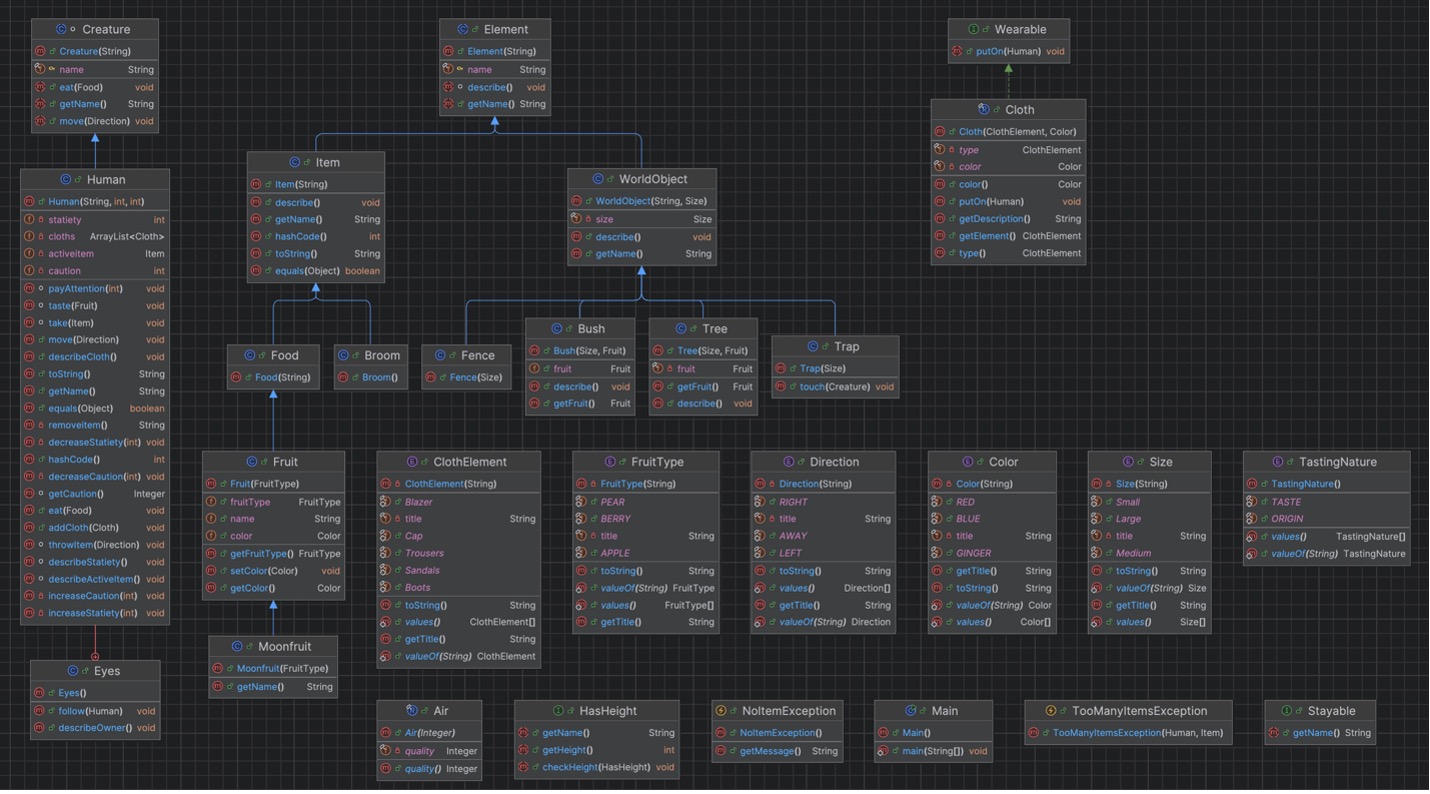 Creature
Creature(String)
name String
eat(Food) void
getName() String
move(Direction) void
Element
Element(String)
name String
describe() void
getName() String
Wearable
putOn(Human) void
Cloth
Cloth(ClothElement, Color)
type ClothElement
color Color
color() Color
putOn(Human) void
getDescription() String
getElement() ClothElement
type() ClothElement
Item
Item(String)
describe() void
getName() String
hashCode() int
toString() String
equals(Object) boolean
WorldObject
WorldObject(String, Size)
size Size
describe() void
getName() String
Human
Human(String, int, int)
statiety int
cloths ArrayList<Cloth>
activeitem Item
caution int
payAttention(int) void
taste(Fruit) void
take(Item) void
move(Direction) void
describeCloth() void
toString() String
getName() String
equals(Object) boolean
removeitem() String
decreaseStatiety(int) void
hashCode() int
decreaseCaution(int) void
getCaution() Integer
eat(Food) void
addCloth(Cloth) void
throwItem(Direction) void
describeStatiety() void
describeActiveItem() void
increaseCaution(int) void
increaseStatiety(int) void
Food
Food(String)
Broom
Broom()
Fence
Fence(Size)
Bush
Bush(Size, Fruit)
fruit Fruit
describe() void
getFruit() Fruit
Tree
Tree(Size, Fruit)
fruit Fruit
getFruit() Fruit
describe() void
Trap
Trap(Size)
touch(Creature) void
Fruit
Fruit(FruitType)
fruitType FruitType
name String
color Color
getFruitType() FruitType
setColor(Color) void
getColor() Color
ClothElement
ClothElement(String)
Blazer
title String
Cap
Trousers
Sandals
Boots
toString() String
values() ClothElement[]
getTitle() String
valueOf(String) ClothElement
FruitType
FruitType(String)
PEAR
BERRY
title String
APPLE
toString() String
valueOf(String) FruitType
values() FruitType[]
getTitle() String
Direction
Direction(String)
RIGHT
title String
AWAY
LEFT
toString() String
values() Direction[]
getTitle() String
valueOf(String) Direction
Color
Color(String)
RED
BLUE
title String
GINGER
getTitle() String
toString() String
valueOf(String) Color
values() Color[]
Size
Size(String)
Small
Large
title String
Medium
toString() String
valueOf(String) Size
getTitle() String
values() Size[]
TastingNature
TastingNature()
TASTE
ORIGIN
values() TastingNature[]
valueOf(String) TastingNature
Moonfruit
Moonfruit(FruitType)
getName() String
Eyes
Eyes()
follow(Human) void
describeOwner() void
Air
Air(Integer)
quality Integer
quality() Integer
HasHeight
getName() String
getHeight() int
checkHeight(HasHeight) void
NoItemException
NoItemException()
getMessage() String
Main
Main()
main(String[]) void
TooManyItemsException
TooManyItemsException(Human, Item)
Stayable
getName() String